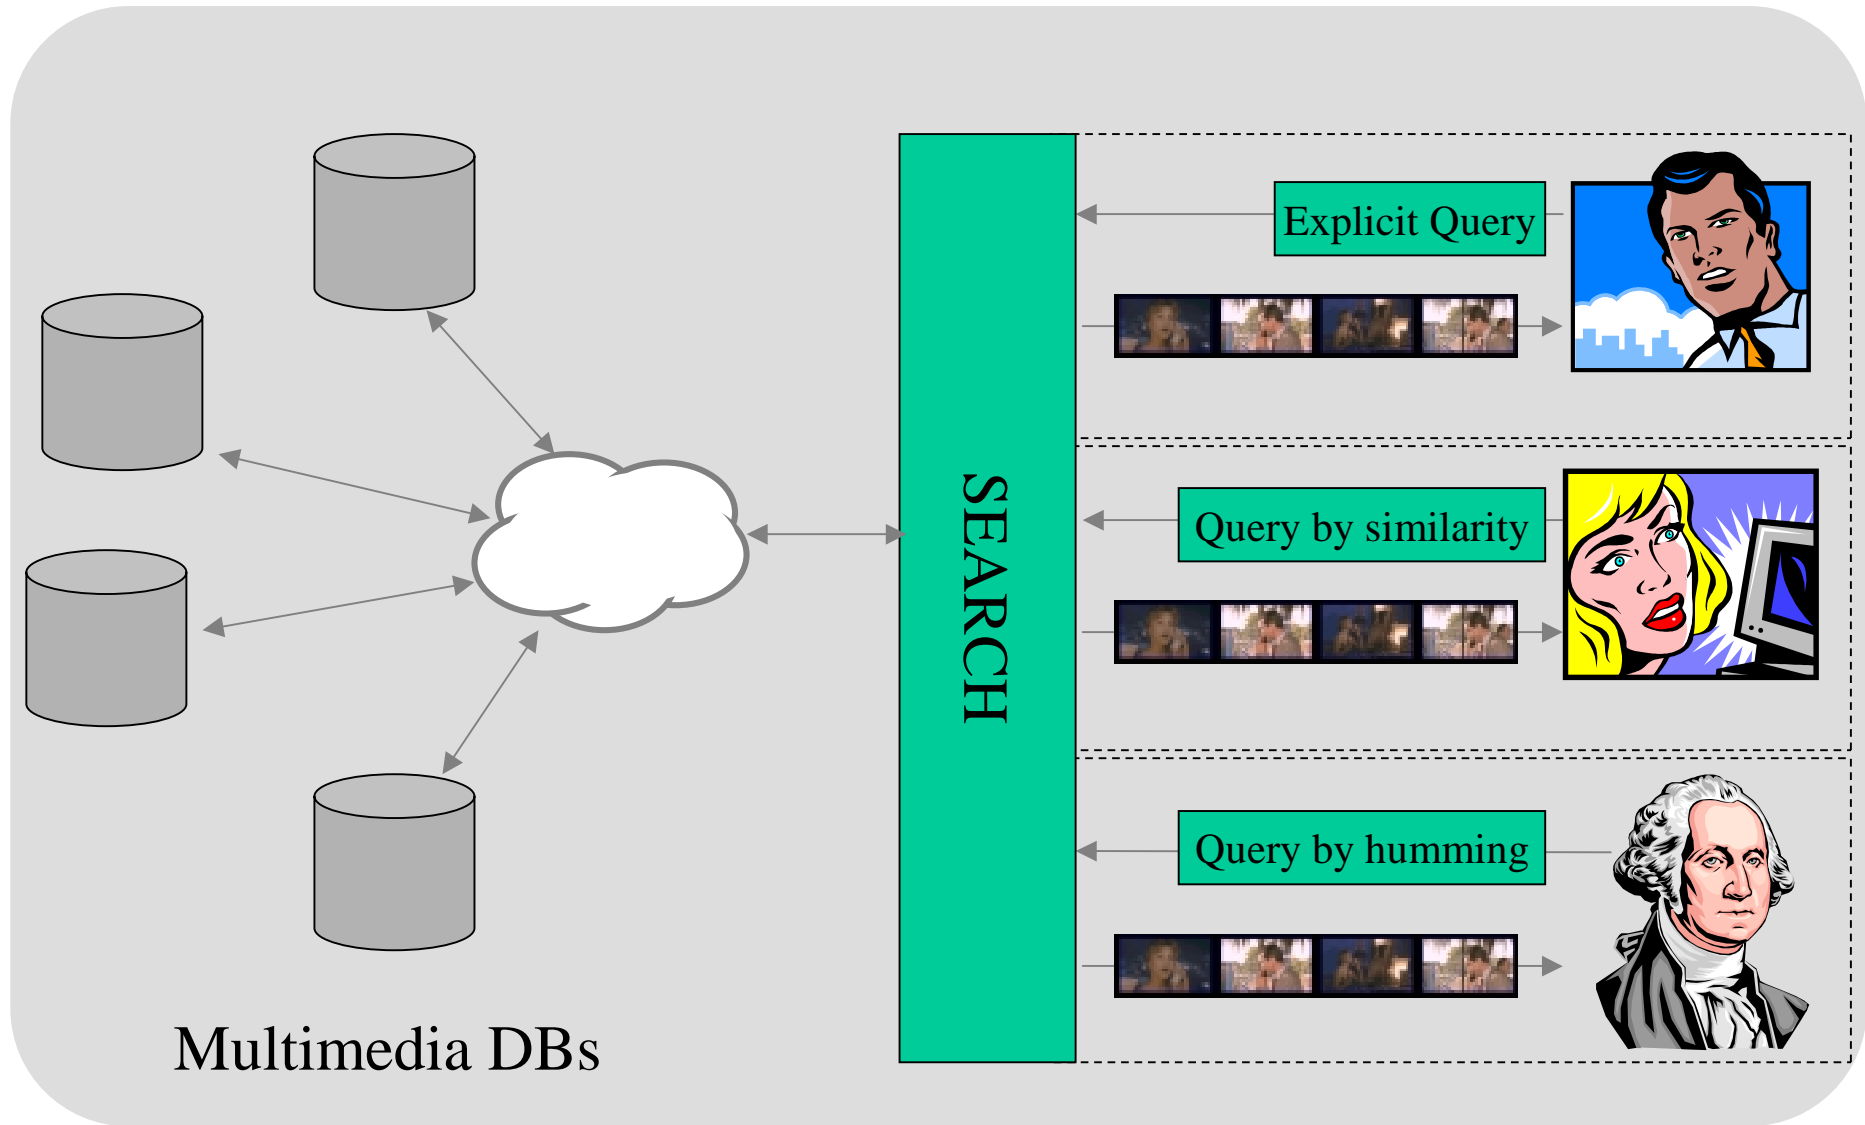 Explicit Query
SEARCH
Query by similarity
Query by humming
Multimedia DBs